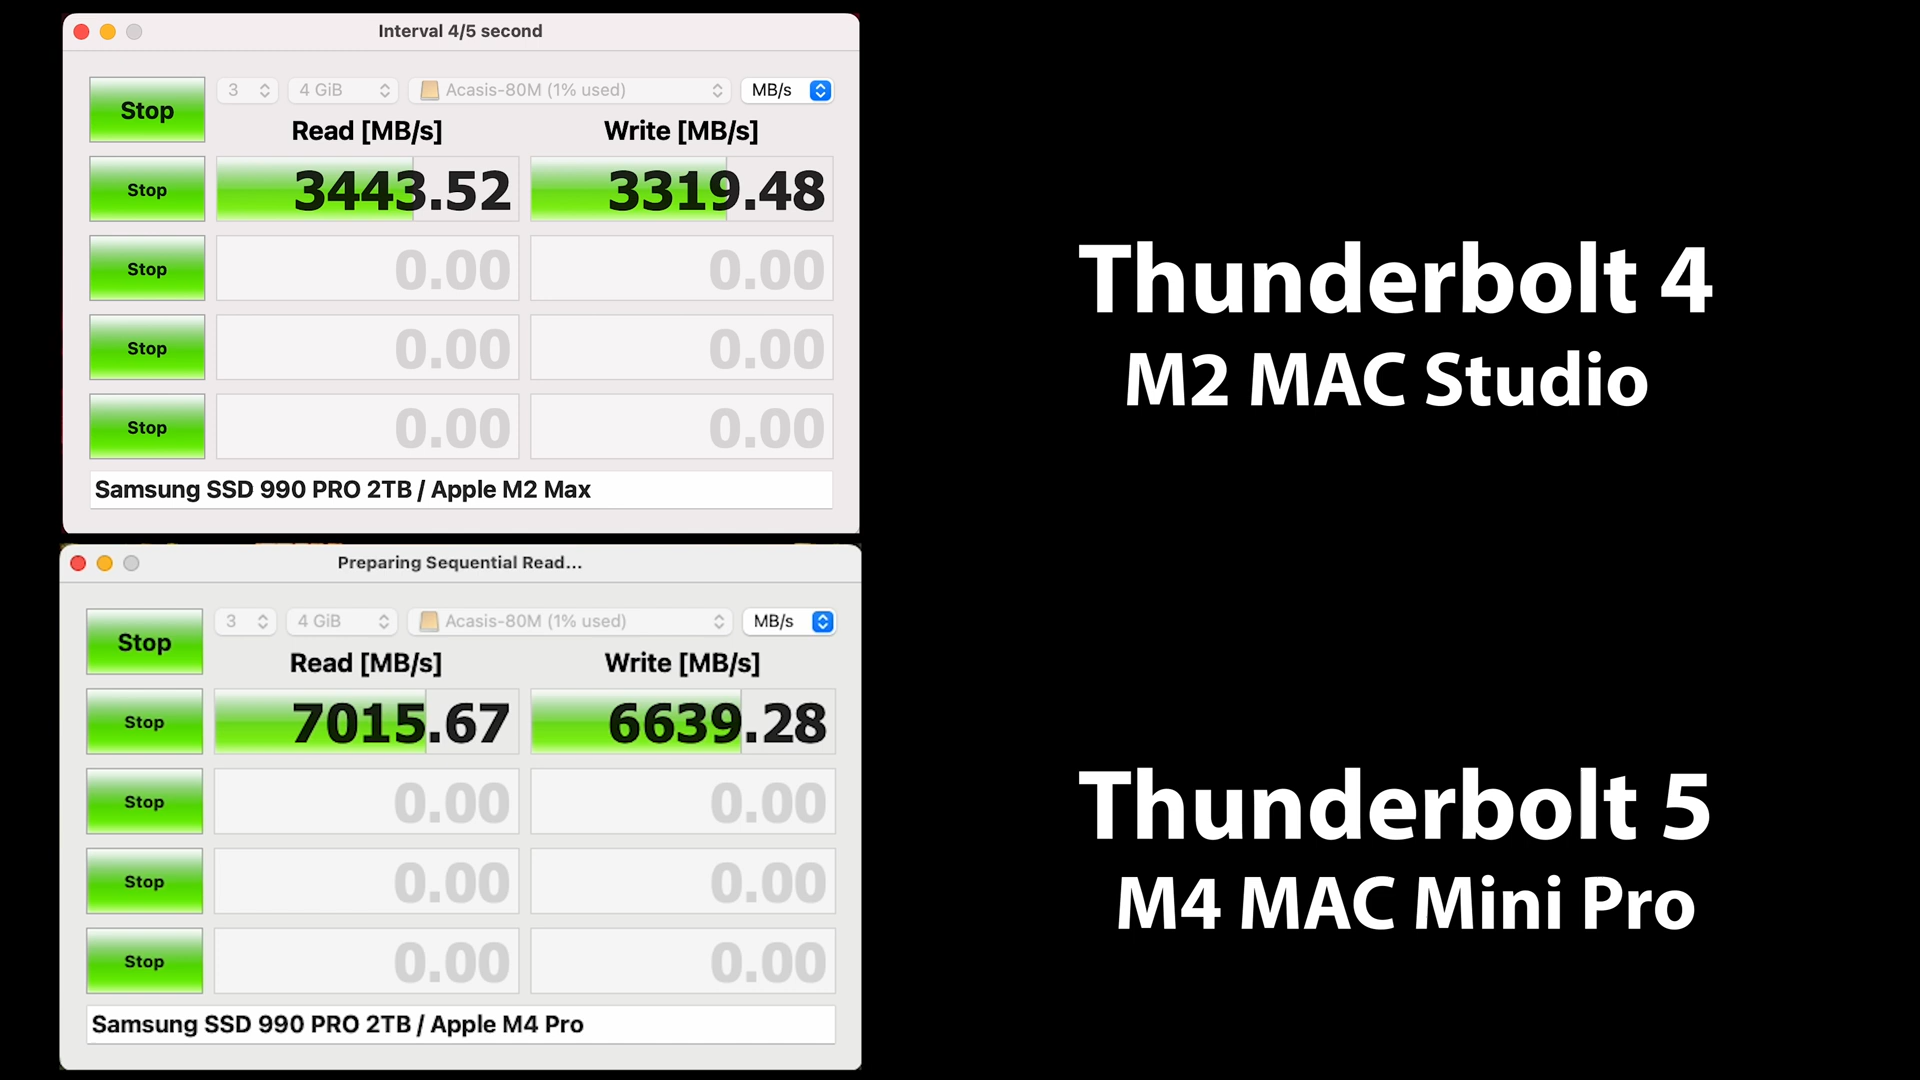 Interval 4/5 second
Stop
3
4 GiB
Acasis-80M (1% used)
MB/s
Read [MB/s]
Write [MB/s]
Stop
3443.52
3319.48
Stop
0.00
0.00
Stop
0.00
0.00
Stop
0.00
0.00
Samsung SSD 990 PRO 2TB / Apple M2 Max
Thunderbolt 4
M2 MAC Studio
Preparing Sequential Read...
Stop
3
4 GiB
Acasis-80M (1% used)
MB/s
Read [MB/s]
Write [MB/s]
Stop
7015.67
6639.28
Stop
0.00
0.00
Stop
0.00
0.00
Stop
0.00
0.00
Samsung SSD 990 PRO 2TB / Apple M4 Pro
Thunderbolt 5
M4 MAC Mini Pro